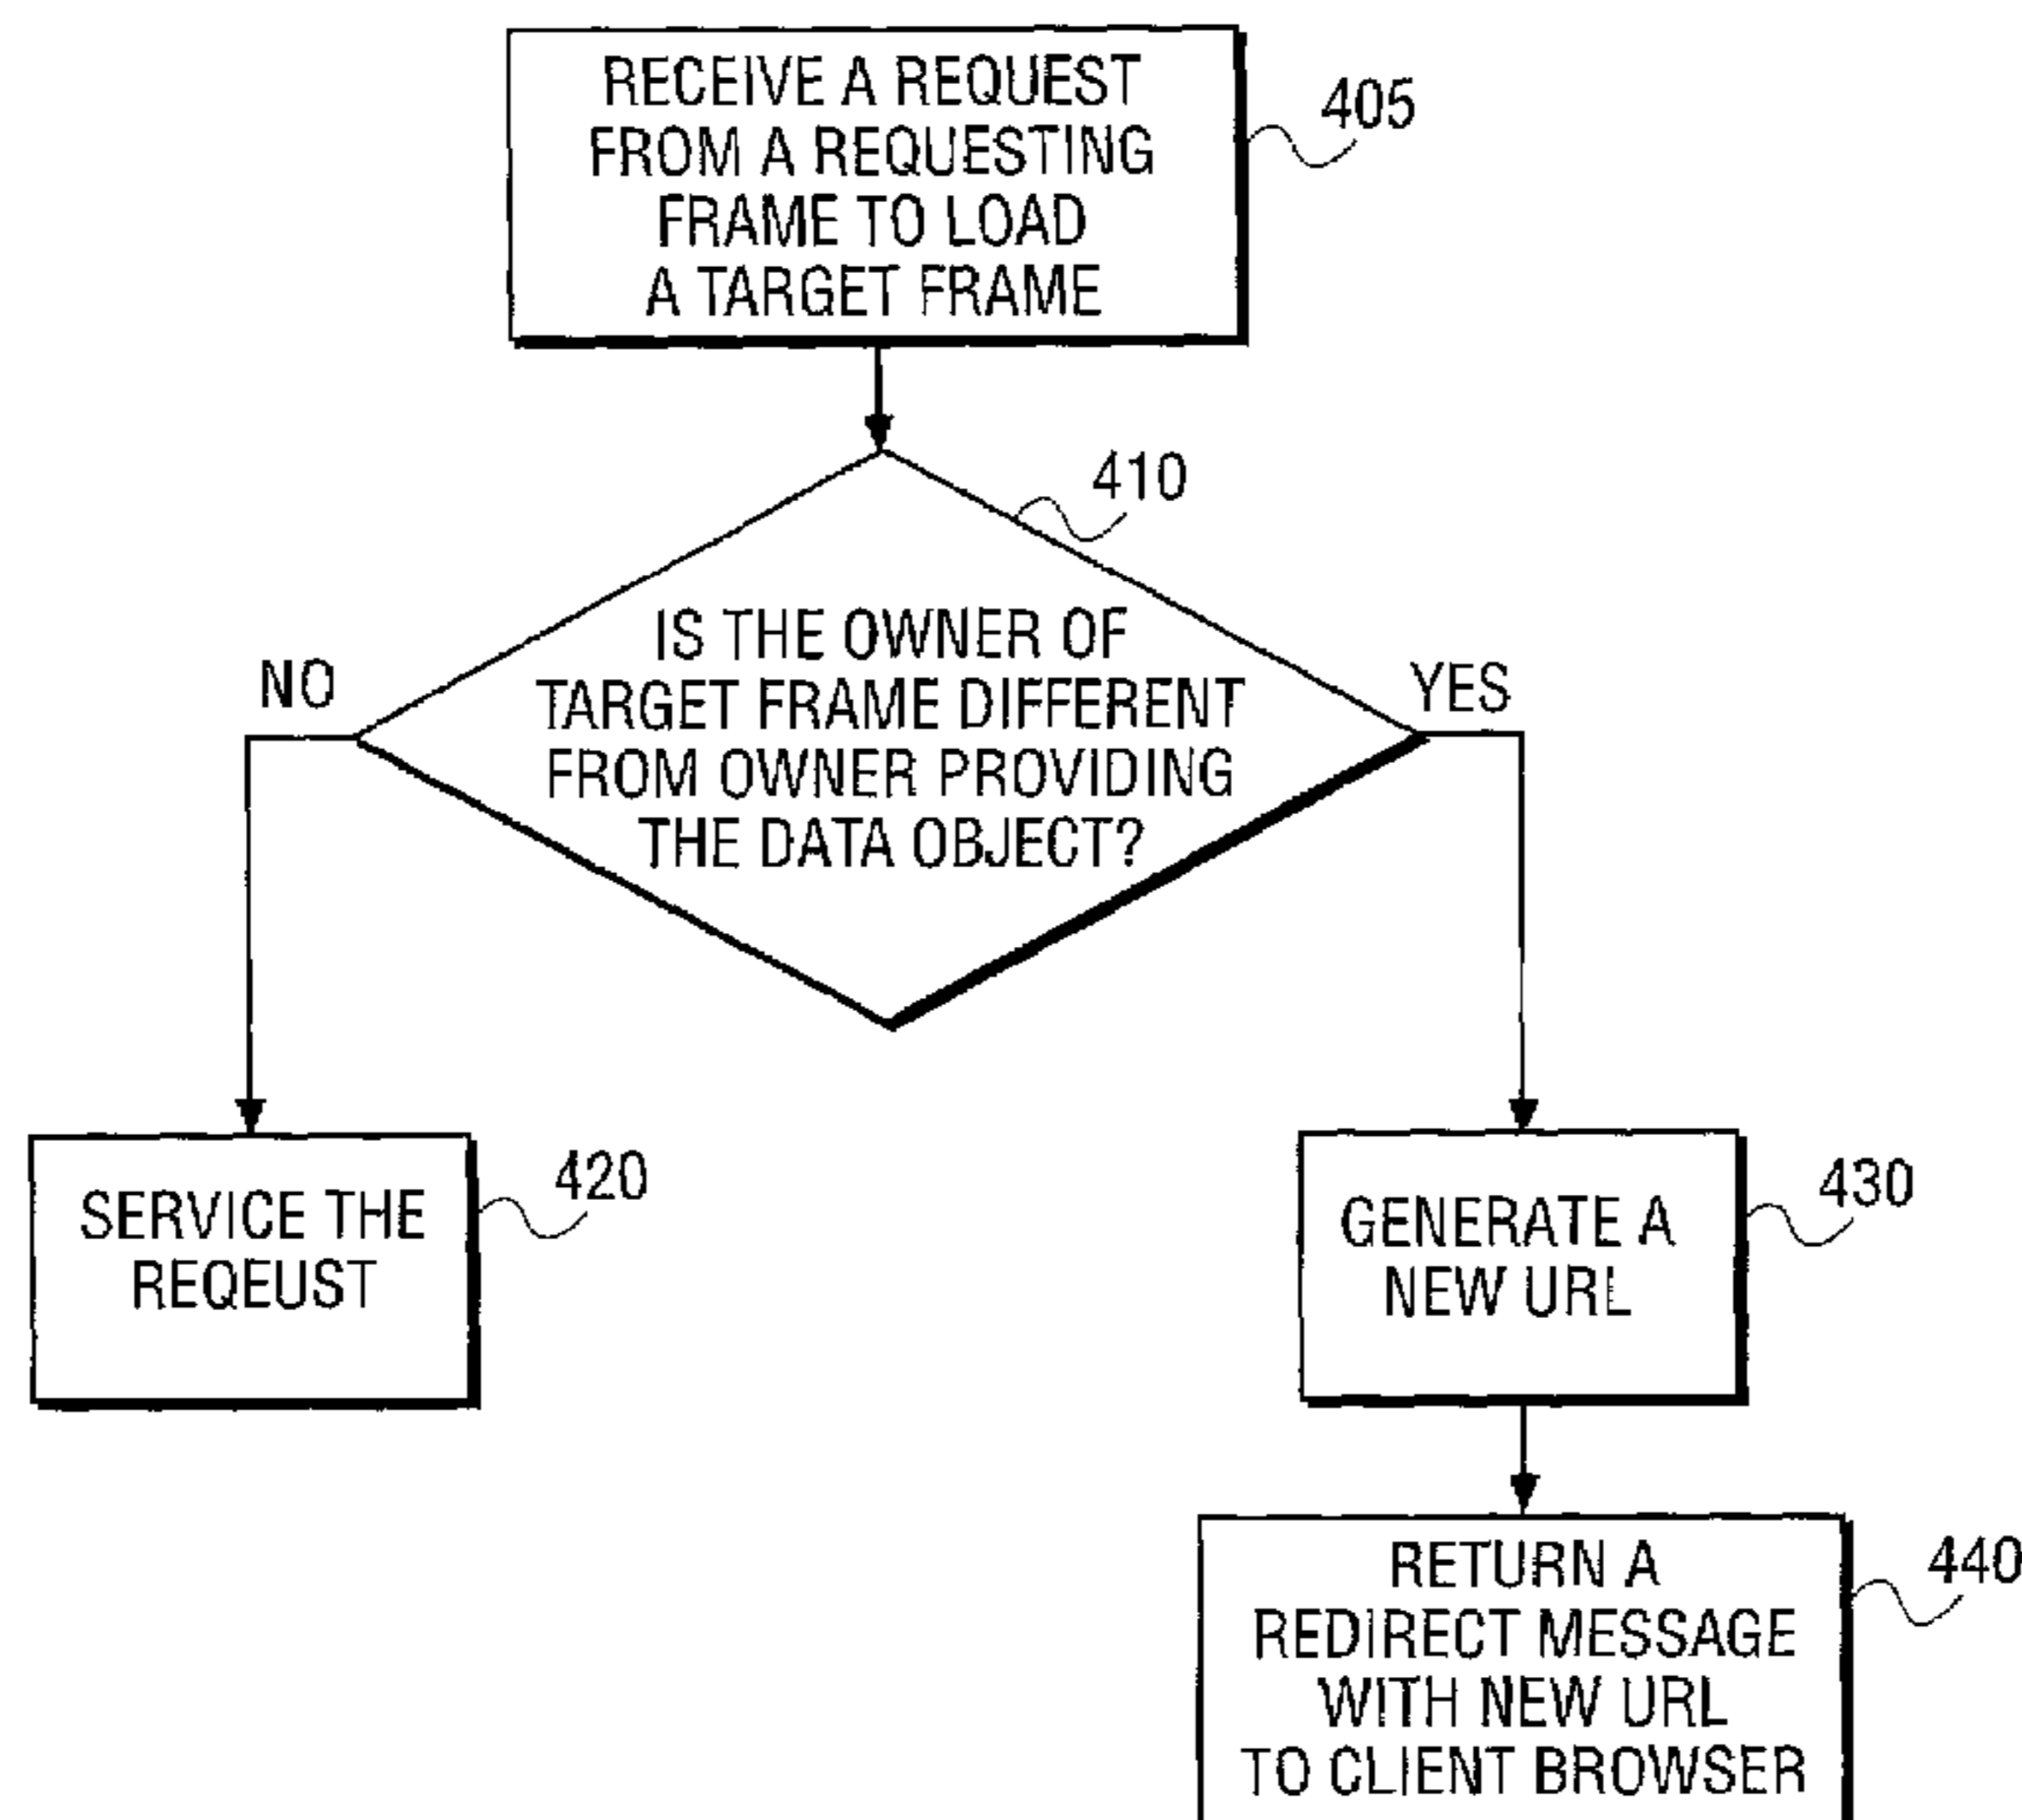 RECEIVE A REQUEST
FROM A REQUESTING
FRAME TO LOAD
A TARGET FRAME
405
410
IS THE OWNER OF
TARGET FRAME DIFFERENT
FROM OWNER PROVIDING
THE DATA OBJECT?
NO
YES
SERVICE THE
REQEUST
420
GENERATE A
NEW URL
430
RETURN A
REDIRECT MESSAGE
WITH NEW URL
TO CLIENT BROWSER
440